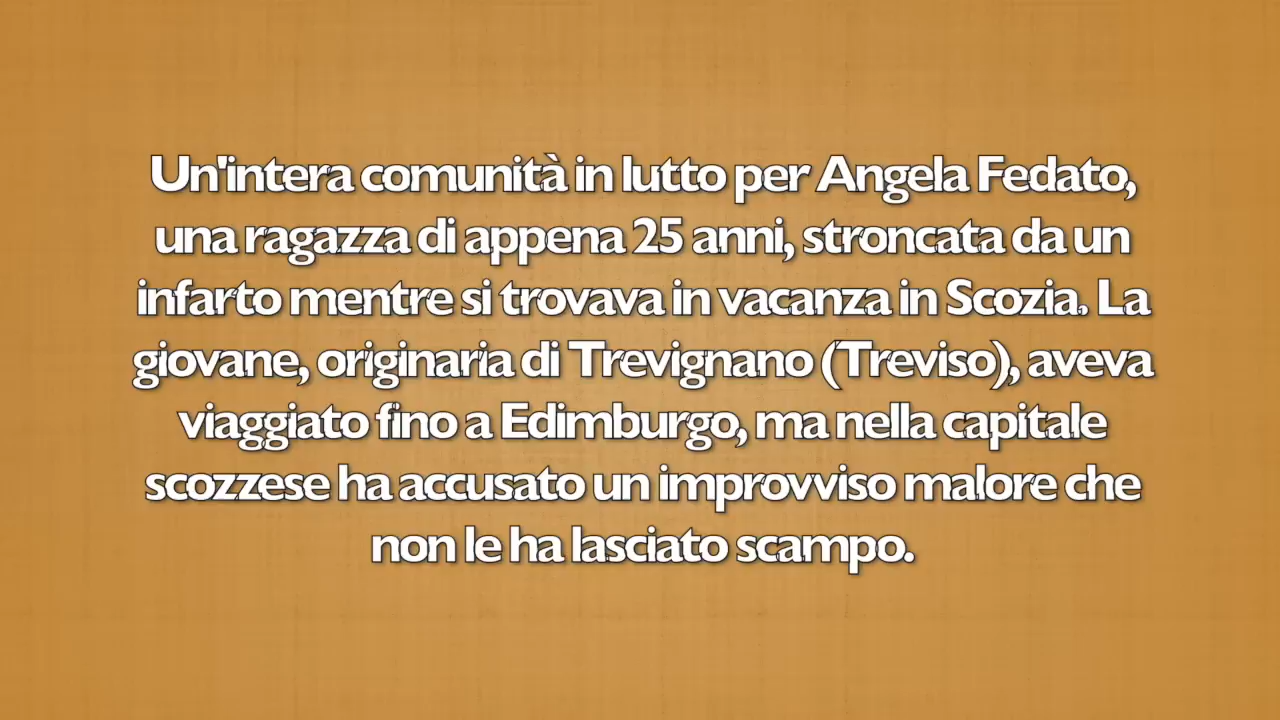 Un'intera comunità in lutto per Angela Fedato,
una ragazza di appena 25 anni, stroncata da un
infarto mentre si trovava in vacanza in Scozia. La
giovane, originaria di Trevignano (Treviso), aveva
viaggiato fino a Edimburgo, ma nella capitale
scozzese ha accusato un improvviso malore che
non le ha lasciato scampo.